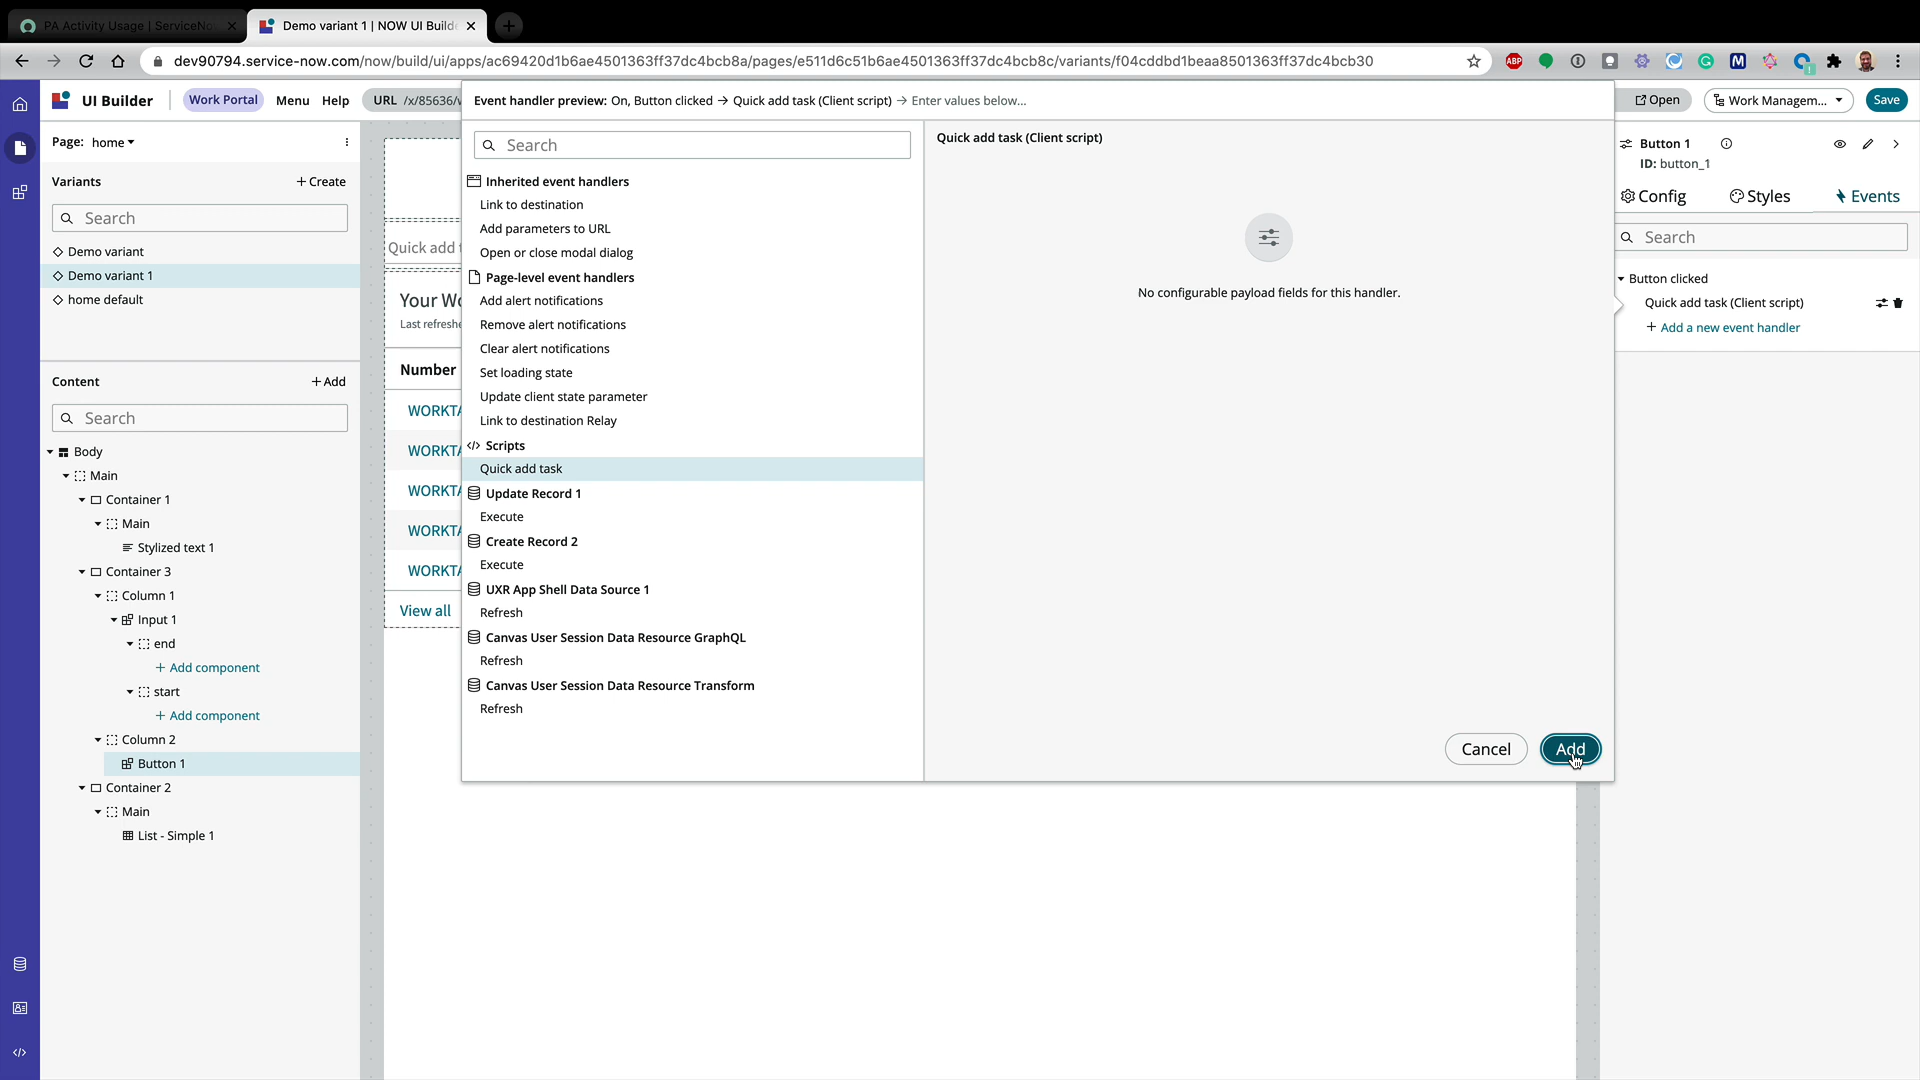 PA Activity Usage | ServiceNo
Demo variant 1 | NOW UI Builde
dev90794.service-now.com/now/build/ui/apps/ac69420d1b6ae4501363ff37dc4bcb8a/pages/e511d6c51b6ae4501363ff37dc4bcb8c/variants/f04cddbd1beaa8501363ff37dc4bcb30
ABP
UI Builder
Work Portal
Menu
Help
URL /x/85636/w
Event handler preview: On, Button clicked → Quick add task (Client script) → Enter values below...
Open
Work Managem...
Save
Page: home
Variants
+ Create
Search
Demo variant
Demo variant 1
home default
Content
+ Add
Search
Body
Main
Container 1
Main
Stylized text 1
Container 3
Column 1
Input 1
end
+ Add component
start
+ Add component
Column 2
Button 1
Container 2
Main
List - Simple 1
Quick add t
Your Wo
Last refreshe
Number
WORKTA
WORKTA
WORKTA
WORKTA
WORKTA
View all
Search
Inherited event handlers
Link to destination
Add parameters to URL
Open or close modal dialog
Page-level event handlers
Add alert notifications
Remove alert notifications
Clear alert notifications
Set loading state
Update client state parameter
Link to destination Relay
Scripts
Quick add task
Update Record 1
Execute
Create Record 2
Execute
UXR App Shell Data Source 1
Refresh
Canvas User Session Data Resource GraphQL
Refresh
Canvas User Session Data Resource Transform
Refresh
Quick add task (Client script)
No configurable payload fields for this handler.
Cancel
Add
Button 1
ID: button_1
Config
Styles
Events
Search
Button clicked
Quick add task (Client script)
+ Add a new event handler